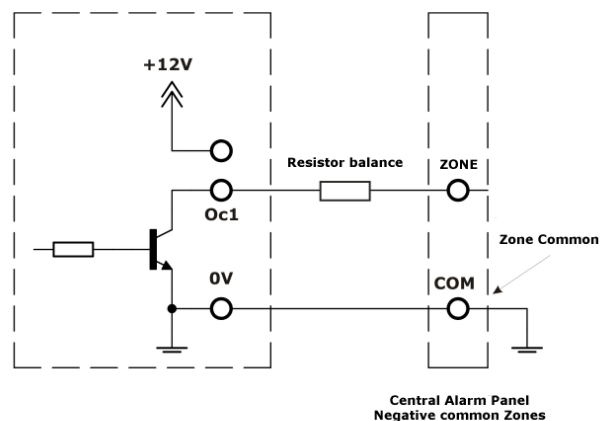 +12V
Resistor balance
ZONE
Oc1
Zone Common
0V
COM
Central Alarm Panel
Negative common Zones